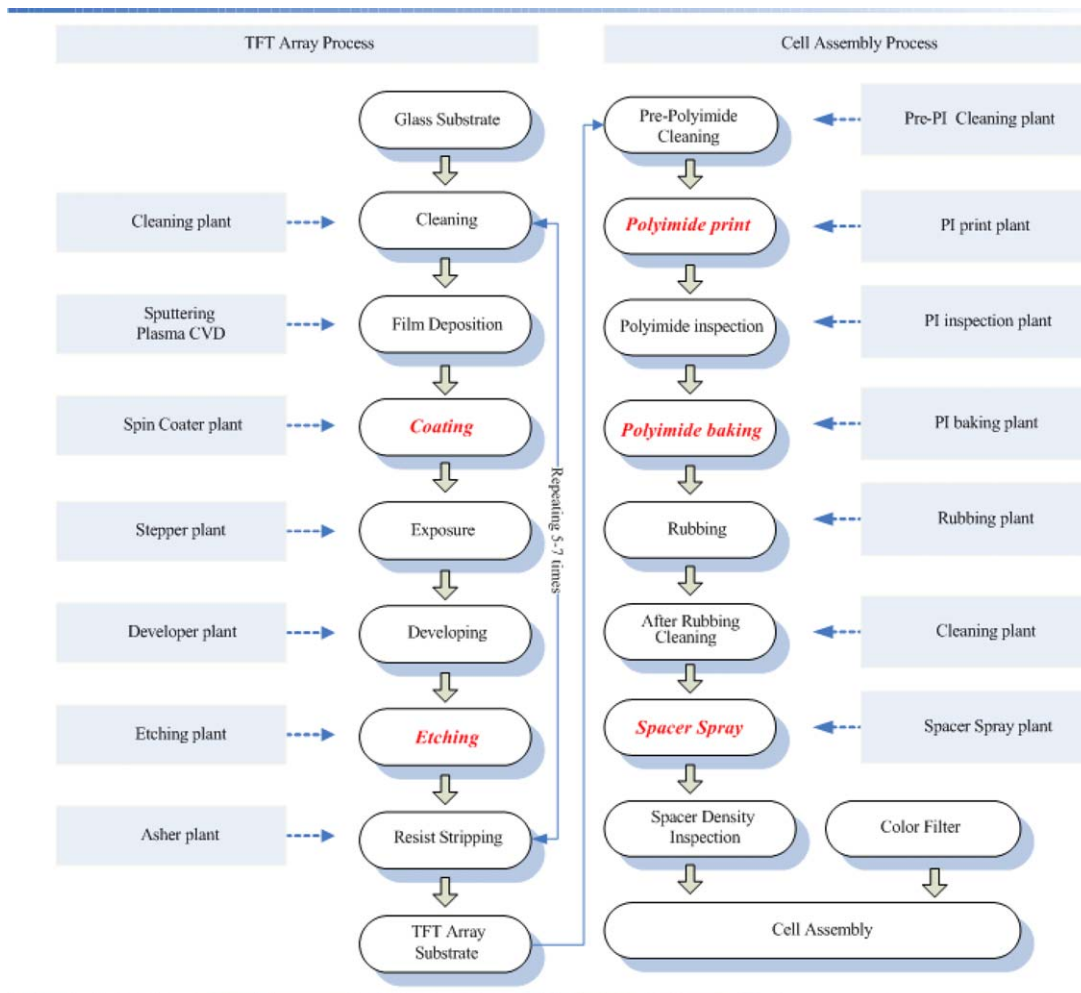 TFT Array Process
Glass Substrate
Cleaning plant
Cleaning
Sputtering
Plasma CVD
Film Deposition
Spin Coater plant
Coating
Stepper plant
Exposure
Developer plant
Developing
Etching plant
Etching
Asher plant
Resist Stripping
TFT Array
Substrate
Repeating 5-7 times
Cell Assembly Process
Pre-Polyimide
Cleaning
Pre-PI Cleaning plant
Polyimide print
PI print plant
Polyimide inspection
PI inspection plant
Polyimide baking
PI baking plant
Rubbing
Rubbing plant
After Rubbing
Cleaning
Cleaning plant
Spacer Spray
Spacer Spray plant
Spacer Density
Inspection
Color Filter
Cell Assembly